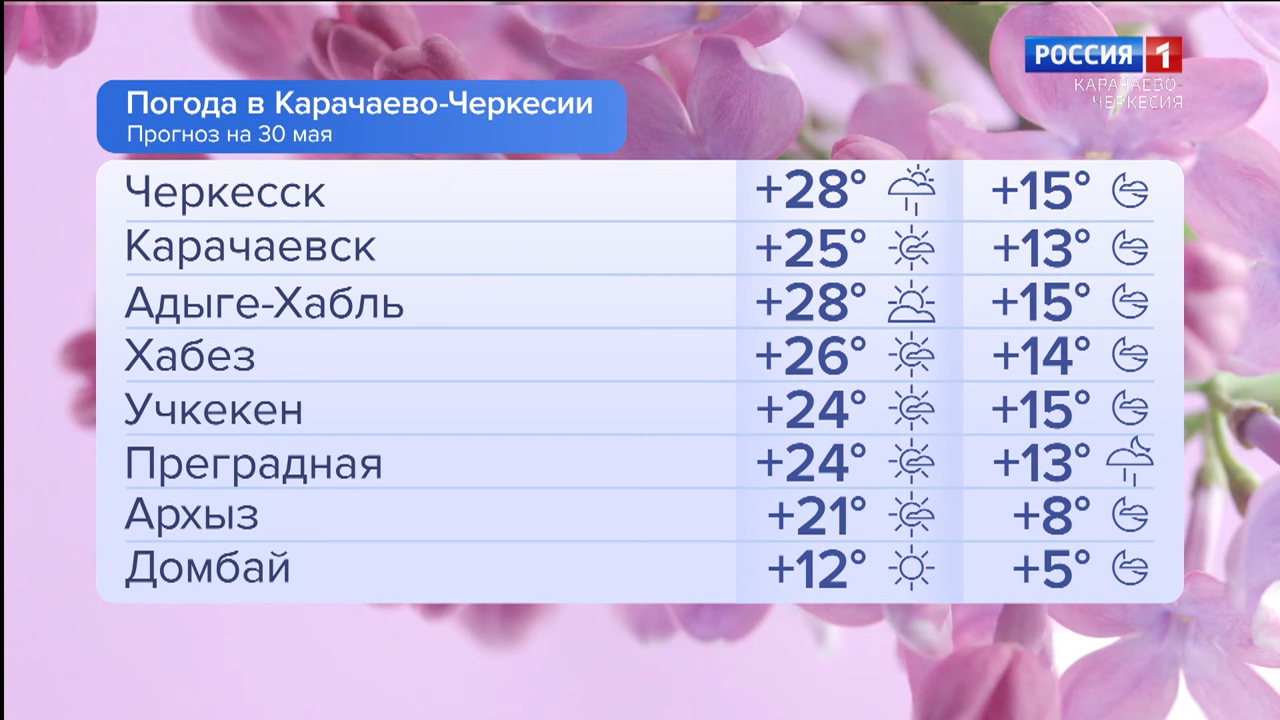 РОССИЯ 1
КАРАЧАЕВО-
ЧЕРКЕСИЯ
Погода в Карачаево-Черкесии
Прогноз на 30 мая
Черкесск +28° +15°
Карачаевск +25° +13°
Адыге-Хабль +28° +15°
Хабез +26° +14°
Учкекен +24° +15°
Преградная +24° +13°
Архыз +21° +8°
Домбай +12° +5°